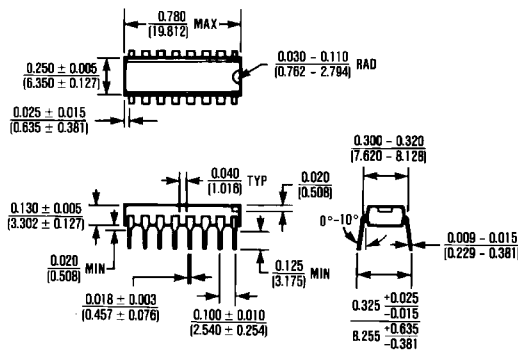 0.780
(19.812)
MAX
0.250 ± 0.005
(6.350 ± 0.127)
0.030 – 0.110
(0.762 – 2.794)
RAD
0.025 ± 0.015
(0.635 ± 0.381)
0.300 – 0.320
(7.620 – 8.128)
0.040
(1.016)
TYP
0.020
(0.508)
0.130 ± 0.005
(3.302 ± 0.127)
0°–10°
0.009 – 0.015
(0.229 – 0.381)
0.020
(0.508)
MIN
0.125
(3.175)
MIN
0.018 ± 0.003
(0.457 ± 0.076)
0.100 ± 0.010
(2.540 ± 0.254)
0.325 +0.025
-0.015
8.255 +0.635
-0.381